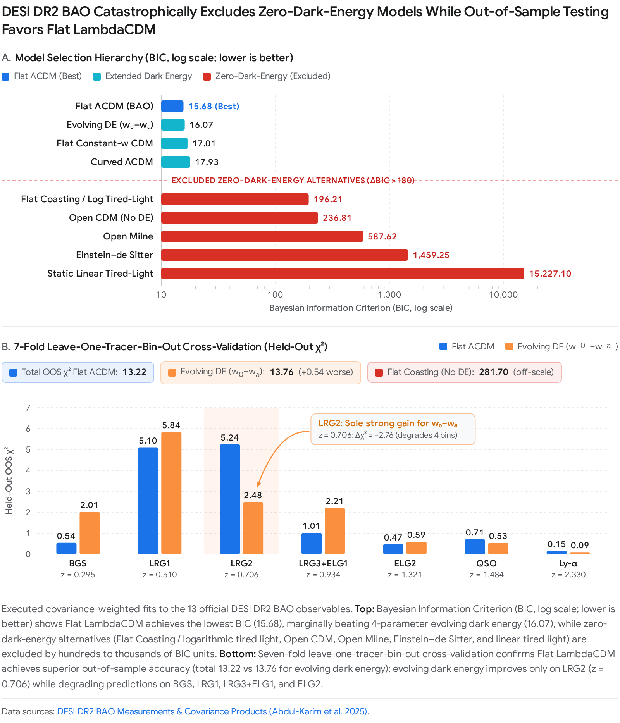 DESI DR2 BAO Catastrophically Excludes Zero-Dark-Energy Models While Out-of-Sample Testing
Favors Flat LambdaCDM
A. Model Selection Hierarchy (BIC, log scale; lower is better)
Flat ΛCDM (Best) Extended Dark Energy Zero-Dark-Energy (Excluded)
Flat ΛCDM (BAO) 15.68 (Best)
Evolving DE (w₀–wₐ) 16.07
Flat Constant-w CDM 17.01
Curved ΛCDM 17.93
EXCLUDED ZERO-DARK-ENERGY ALTERNATIVES (ΔBIC > 180)
Flat Coasting / Log Tired-Light 196.21
Open CDM (No DE) 236.81
Open Milne 587.62
Einstein–de Sitter 1,459.25
Static Linear Tired-Light 15,227.10
10 100 1,000 10,000
Bayesian Information Criterion (BIC, log scale)
B. 7-Fold Leave-One-Tracer-Bin-Out Cross-Validation (Held-Out χ²)
Flat ΛCDM Evolving DE (w₀–wₐ)
Total OOS χ² Flat ΛCDM: 13.22 Evolving DE (w₀–wₐ): 13.76 (+0.54 worse) Flat Coasting (No DE): 281.70 (off-scale)
Held-Out OOS χ²
7
6
5
4
3
2
1
0
LRG2: Sole strong gain for w₀–wₐ
z = 0.706: Δχ² = −2.76 (degrades 4 bins)
0.54 2.01 5.10 5.84 5.24 2.48 1.01 2.21 0.47 0.59 0.71 0.53 0.15 0.09
BGS LRG1 LRG2 LRG3+ELG1 ELG2 QSO Ly-α
z = 0.295 z = 0.510 z = 0.706 z = 0.934 z = 1.321 z = 1.484 z = 2.330
Executed covariance-weighted fits to the 13 official DESI DR2 BAO observables. Top: Bayesian Information Criterion (BIC, log scale; lower is
better) shows Flat LambdaCDM achieves the lowest BIC (15.68), marginally beating 4-parameter evolving dark energy (16.07), while zero-
dark-energy alternatives (Flat Coasting / logarithmic tired light, Open CDM, Open Milne, Einstein–de Sitter, and linear tired light) are
excluded by hundreds to thousands of BIC units. Bottom: Seven-fold leave-one-tracer-bin-out cross-validation confirms Flat LambdaCDM
achieves superior out-of-sample accuracy (total 13.22 vs 13.76 for evolving dark energy); evolving dark energy improves only on LRG2 (z =
0.706) while degrading predictions on BGS, LRG1, LRG3+ELG1, and ELG2.
Data sources: DESI DR2 BAO Measurements & Covariance Products (Abdul-Karim et al. 2025).